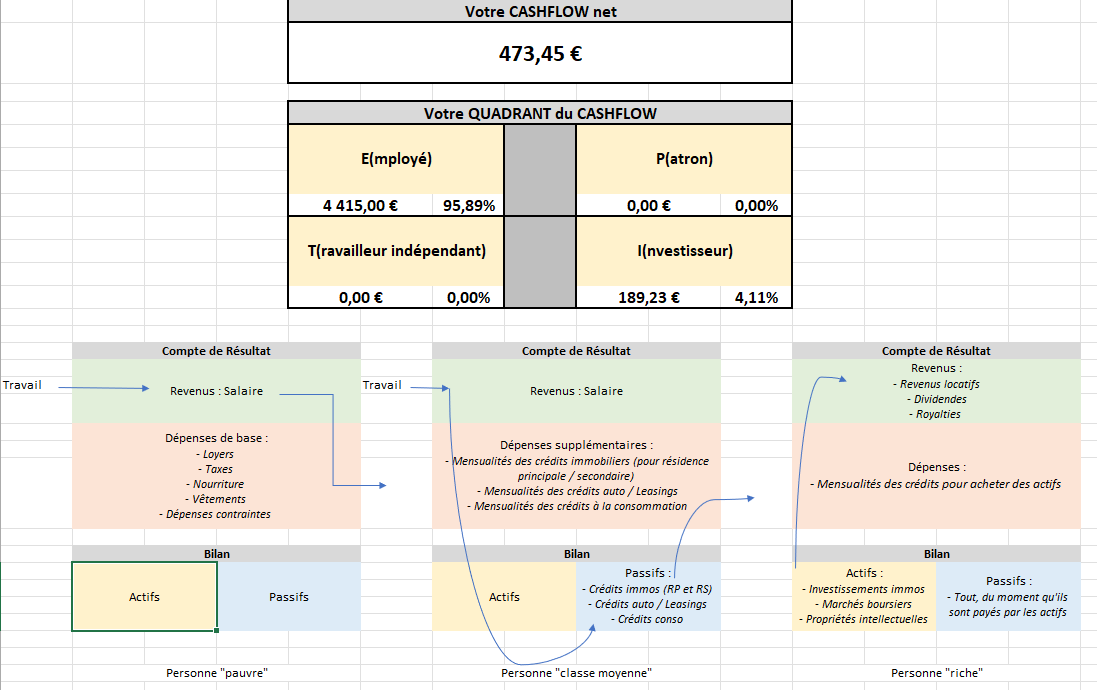 Votre CASHFLOW net
473,45 €
Votre QUADRANT du CASHFLOW
E(mployé)
P(atron)
4 415,00 € 95,89%
0,00 € 0,00%
T(ravailleur indépendant)
I(nvestisseur)
0,00 € 0,00%
189,23 € 4,11%
Compte de Résultat
Travail
Revenus : Salaire
Dépenses de base :
- Loyers
- Taxes
- Nourriture
- Vêtements
- Dépenses contraintes
Bilan
Actifs
Passifs
Personne "pauvre"
Compte de Résultat
Travail
Revenus : Salaire
Dépenses supplémentaires :
- Mensualités des crédits immobiliers (pour résidence
principale / secondaire)
- Mensualités des crédits auto / Leasings
- Mensualités des crédits à la consommation
Bilan
Actifs
Passifs :
- Crédits immos (RP et RS)
- Crédits auto / Leasings
- Crédits conso
Personne "classe moyenne"
Compte de Résultat
Revenus :
- Revenus locatifs
- Dividendes
- Royalties
Dépenses :
- Mensualités des crédits pour acheter des actifs
Bilan
Actifs :
- Investissements immos
- Marchés boursiers
- Propriétés intellectuelles
Passifs :
- Tout, du moment qu'ils
sont payés par les actifs
Personne "riche"